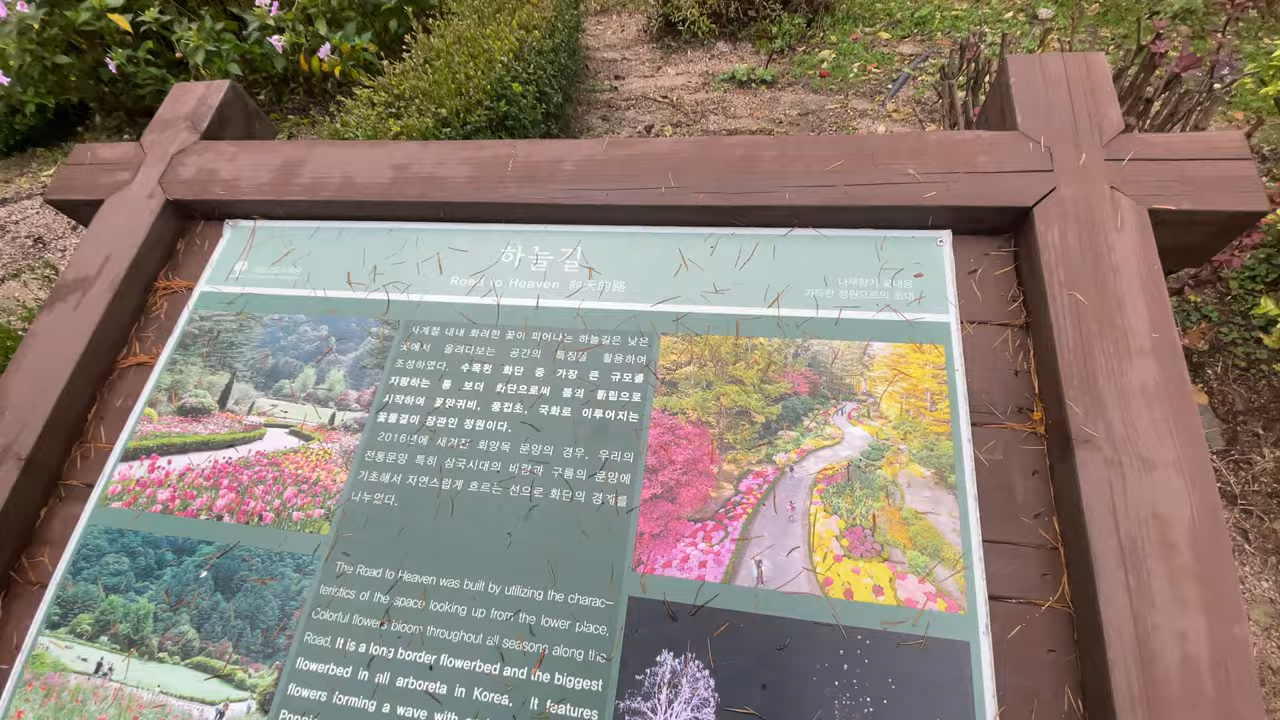 하늘길
Road to Heaven 向天的路
나무향기 꽃내음
가득한 정원으로의 초대
사계절 내내 화려한 꽃이 피어나는 하늘길은 낮은
곳에서 올려다보는 공간의 특징을 활용하여
조성하였다. 수목원 화단 중 가장 큰 규모를
자랑하는 롱 보더 화단으로써 봄의 튤립으로
시작하여 꽃양귀비, 풍접초, 국화로 이루어지는
꽃물결이 장관인 정원이다.
2016년에 새겨진 회양목 문양의 경우, 우리의
전통문양 특히 삼국시대의 바람과 구름의 문양에
기초해서 자연스럽게 흐르는 선으로 화단의 경계를
나누었다.
The Road to Heaven was built by utilizing the charac-
teristics of the space looking up from the lower place.
Colorful flowers bloom throughout all seasons along the
Road. It is a long border flowerbed and the biggest
flowerbed in all arboreta in Korea. It features
flowers forming a wave with